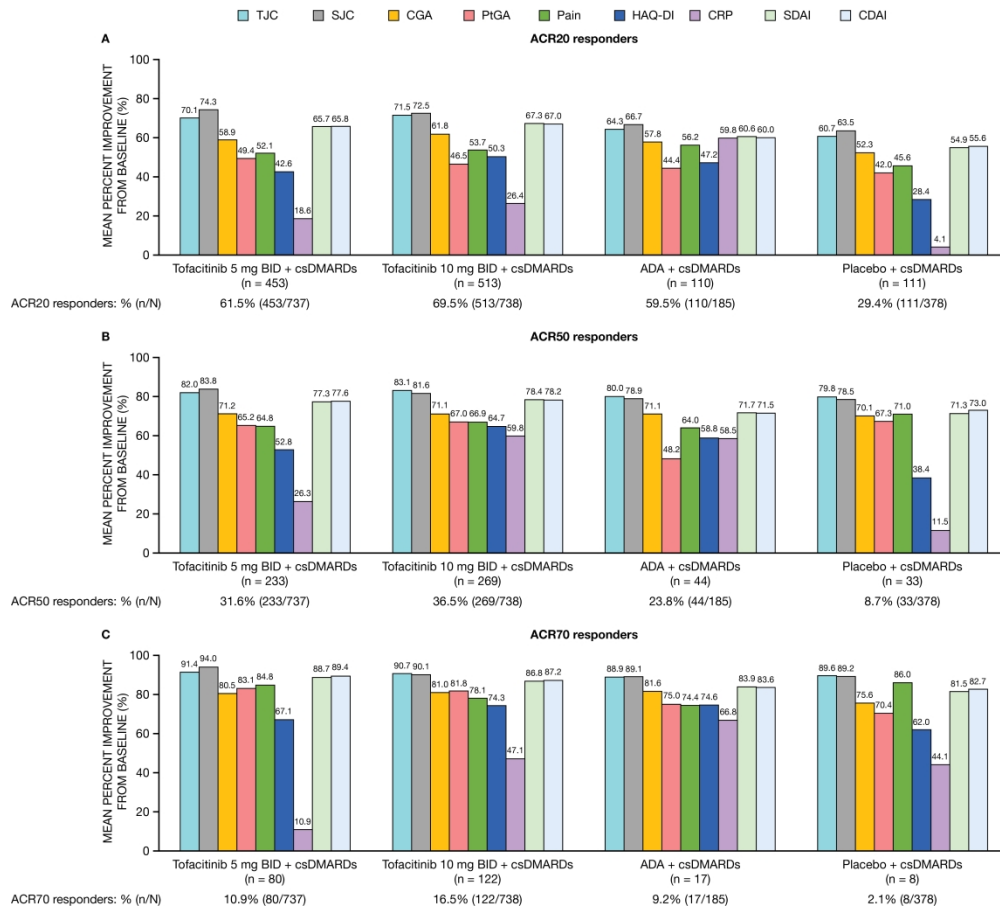 TJC SJC CGA PtGA Pain HAQ-DI CRP SDAI CDAI
A ACR20 responders
MEAN PERCENT IMPROVEMENT
FROM BASELINE (%)
100
80
60
40
20
0
70.1 74.3 58.9 49.4 52.1 42.6 18.6 65.7 65.8
71.5 72.5 61.8 46.5 53.7 50.3 26.4 67.3 67.0
64.3 66.7 57.8 44.4 56.2 47.2 59.8 60.6 60.0
60.7 63.5 52.3 42.0 45.6 28.4 4.1 54.9 55.6
Tofacitinib 5 mg BID + csDMARDs Tofacitinib 10 mg BID + csDMARDs ADA + csDMARDs Placebo + csDMARDs
(n = 453) (n = 513) (n = 110) (n = 111)
ACR20 responders: % (n/N) 61.5% (453/737) 69.5% (513/738) 59.5% (110/185) 29.4% (111/378)
B ACR50 responders
MEAN PERCENT IMPROVEMENT
FROM BASELINE (%)
100
80
60
40
20
0
82.0 83.8 71.2 65.2 64.8 52.8 26.3 77.3 77.6
83.1 81.6 71.1 67.0 66.9 64.7 59.8 78.4 78.2
80.0 78.9 71.1 48.2 64.0 58.8 58.5 71.7 71.5
79.8 78.5 70.1 67.3 71.0 38.4 11.5 71.3 73.0
Tofacitinib 5 mg BID + csDMARDs Tofacitinib 10 mg BID + csDMARDs ADA + csDMARDs Placebo + csDMARDs
(n = 233) (n = 269) (n = 44) (n = 33)
ACR50 responders: % (n/N) 31.6% (233/737) 36.5% (269/738) 23.8% (44/185) 8.7% (33/378)
C ACR70 responders
MEAN PERCENT IMPROVEMENT
FROM BASELINE (%)
100
80
60
40
20
0
91.4 94.0 80.5 83.1 84.8 67.1 10.9 88.7 89.4
90.7 90.1 81.0 81.8 78.1 74.3 47.1 86.8 87.2
88.9 89.1 81.6 75.0 74.4 74.6 66.8 83.9 83.6
89.6 89.2 75.6 70.4 86.0 62.0 44.1 81.5 82.7
Tofacitinib 5 mg BID + csDMARDs Tofacitinib 10 mg BID + csDMARDs ADA + csDMARDs Placebo + csDMARDs
(n = 80) (n = 122) (n = 17) (n = 8)
ACR70 responders: % (n/N) 10.9% (80/737) 16.5% (122/738) 9.2% (17/185) 2.1% (8/378)